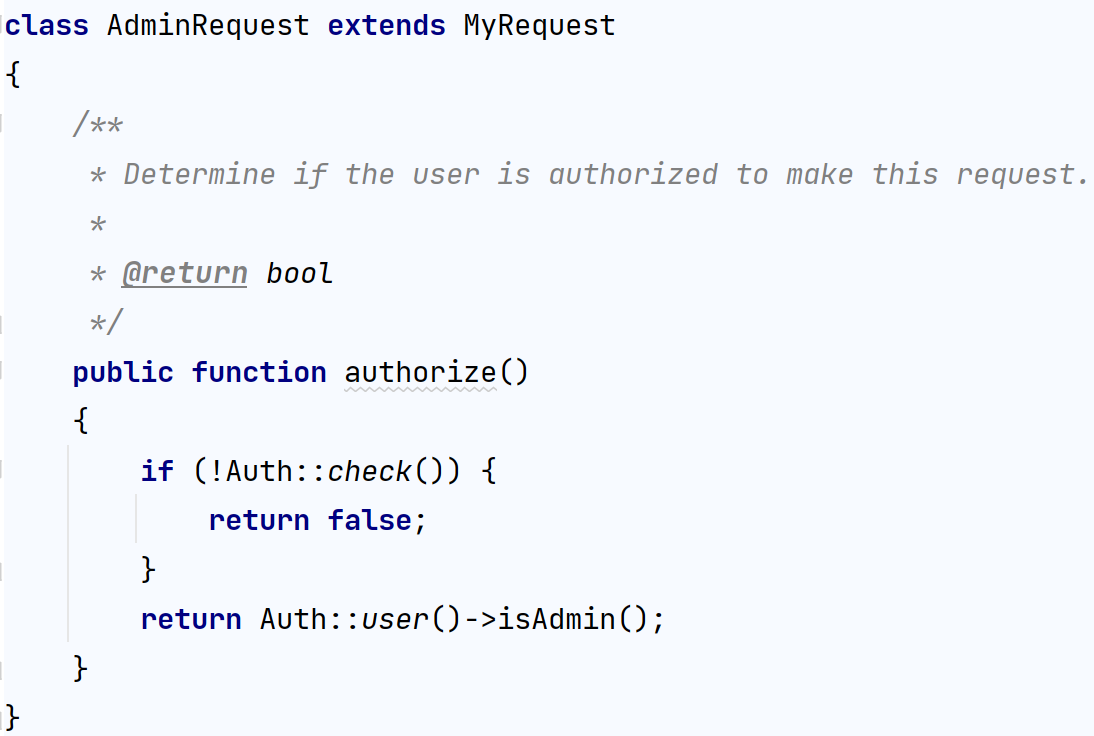 class AdminRequest extends MyRequest
{
    /**
     * Determine if the user is authorized to make this request.
     *
     * @return bool
     */
    public function authorize()
    {
        if (!Auth::check()) {
            return false;
        }
        return Auth::user()->isAdmin();
    }
}